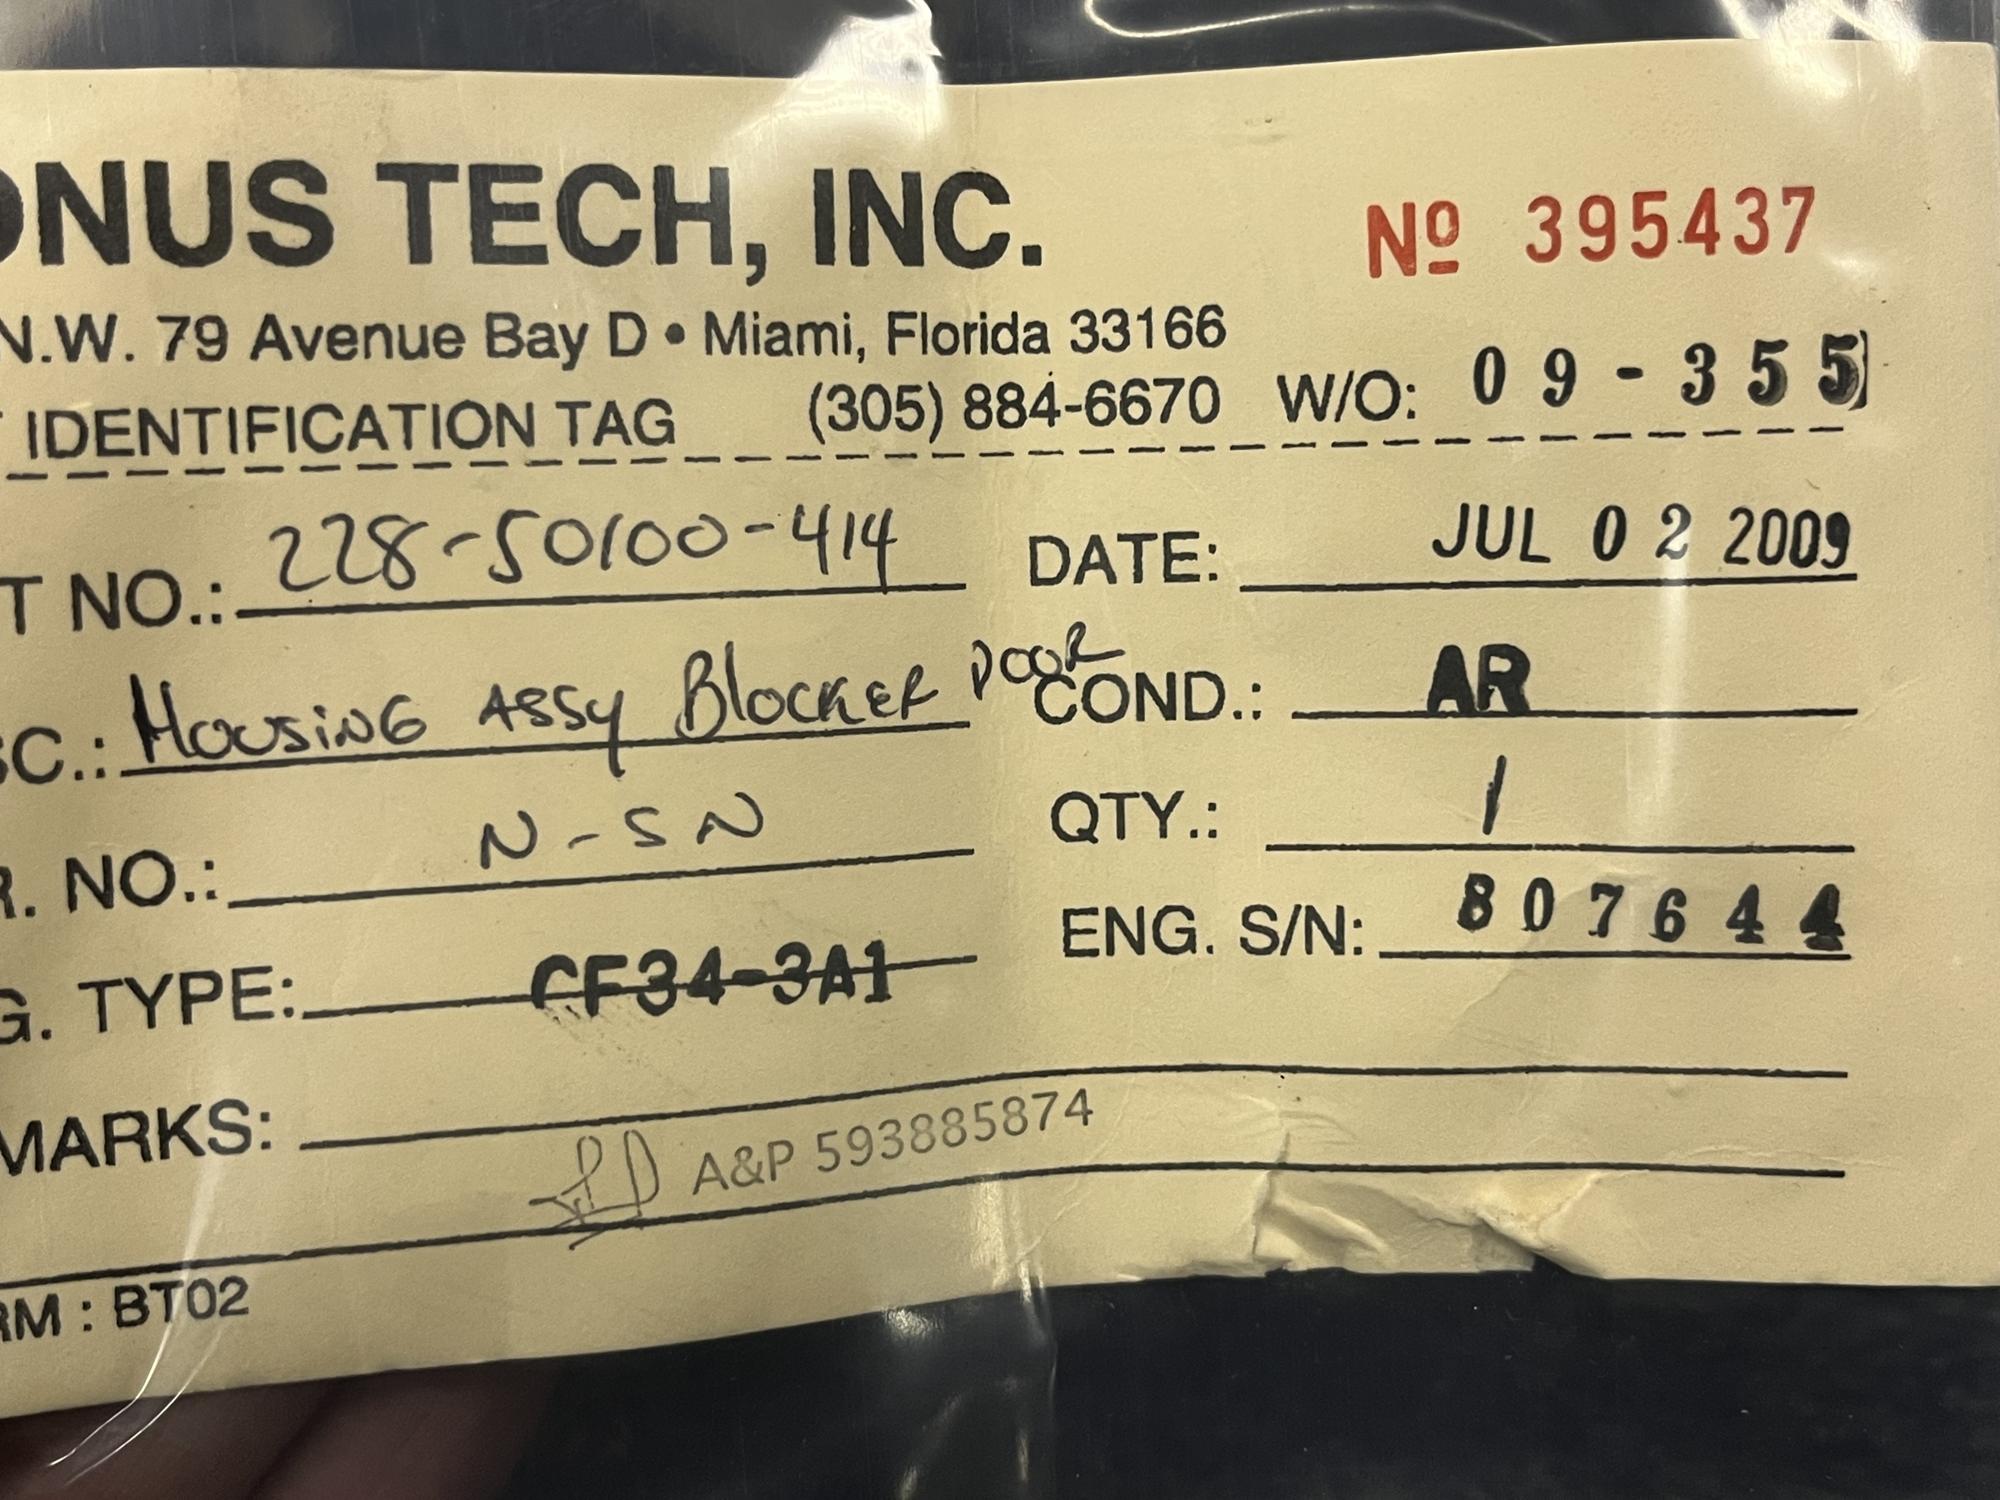 ONUS TECH, INC.
Nº 395437
N.W. 79 Avenue Bay D • Miami, Florida 33166
IDENTIFICATION TAG (305) 884-6670 W/O: 09-355
T NO.: 228-50100-414 DATE: JUL 02 2009
SC.: Housing Assy Blocker Door COND.: AR
R. NO.: N-SN QTY.: 1
G. TYPE: CF34-3A1 ENG. S/N: 807644
MARKS:
A&P 593885874
RM : BT02